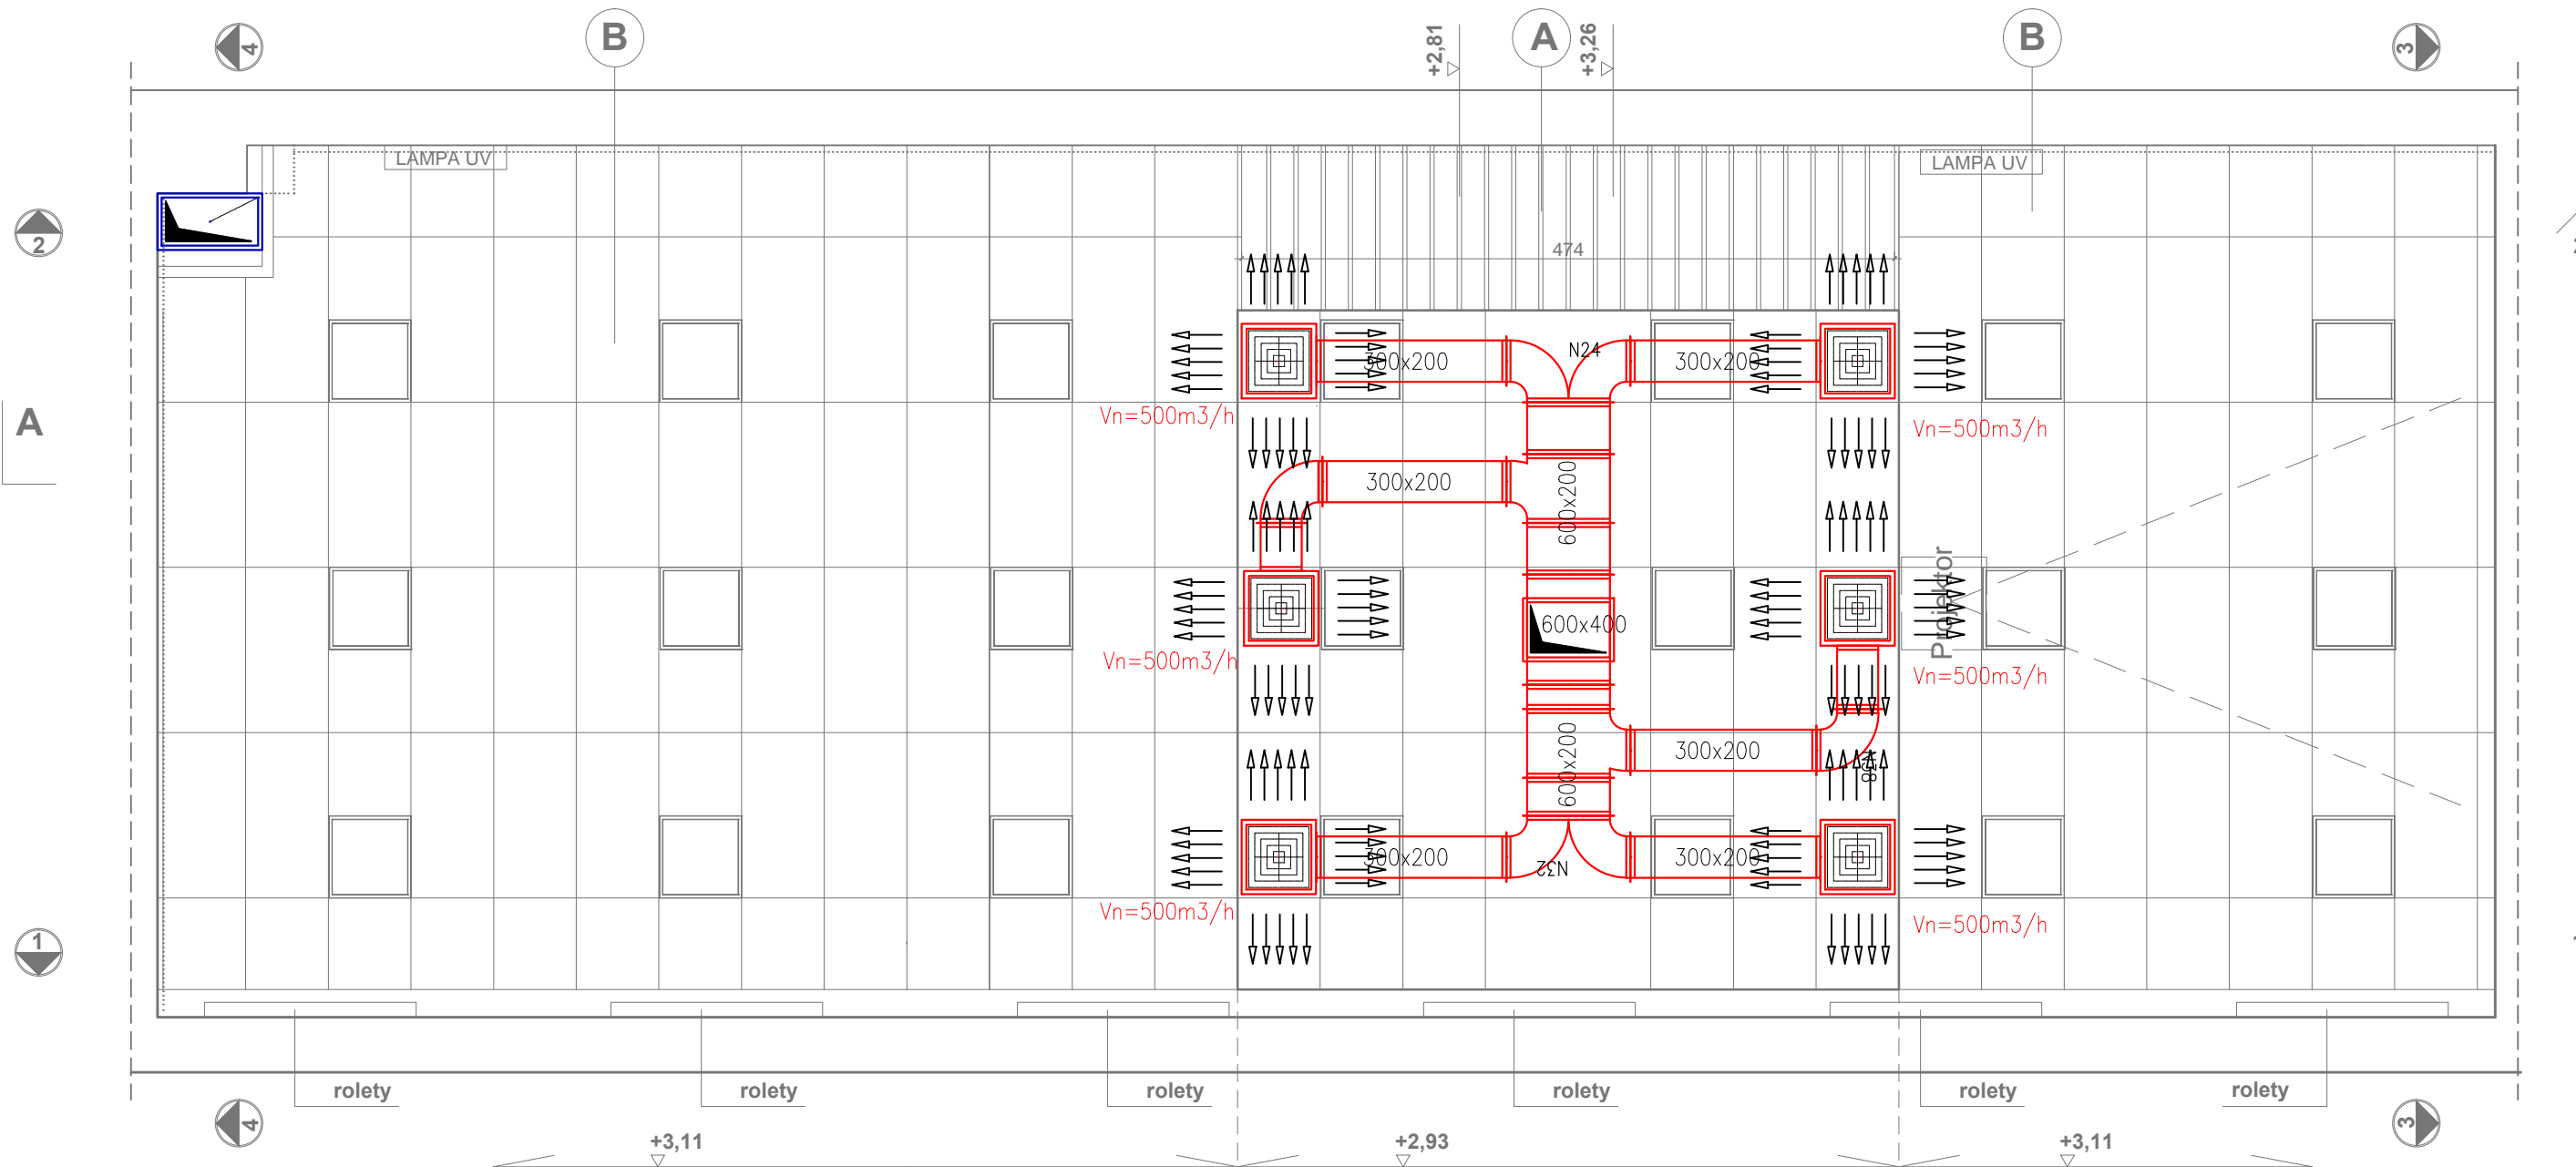 4
B
+2,81
A
+3,26
B
3
LAMPA UV
LAMPA UV
2
474
N24
300x200
300x200
Vn=500m3/h
Vn=500m3/h
A
300x200
600x200
Projektor
600x400
Vn=500m3/h
Vn=500m3/h
600x200
300x200
300x200
300x200
N32
Vn=500m3/h
Vn=500m3/h
1
rolety
rolety
rolety
rolety
rolety
rolety
4
3
+3,11
+2,93
+3,11